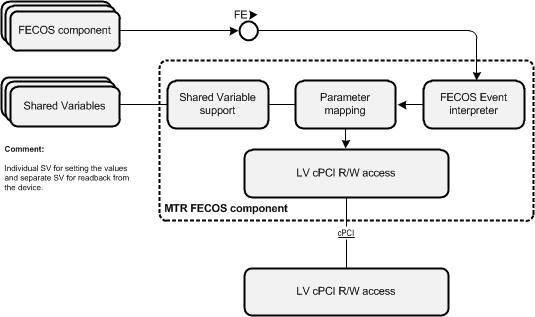 FECOS component
FE
Shared Variables
Shared Variable
support
Parameter
mapping
FECOS Event
interpreter
Comment:
Individual SV for setting the values
and separate SV for readback from
the device.
LV cPCI R/W access
MTR FECOS component
cPCI
LV cPCI R/W access